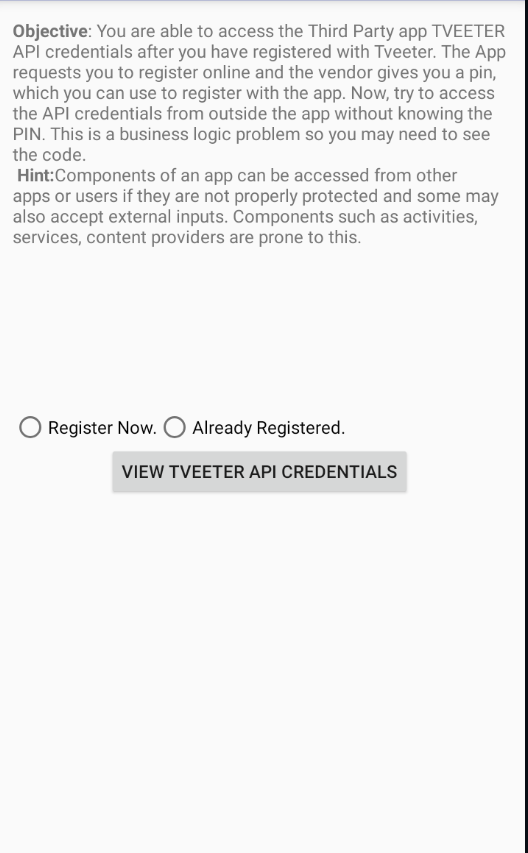 Objective: You are able to access the Third Party app TVEETER
API credentials after you have registered with Tveeter. The App
requests you to register online and the vendor gives you a pin,
which you can use to register with the app. Now, try to access
the API credentials from outside the app without knowing the
PIN. This is a business logic problem so you may need to see
the code.
Hint:Components of an app can be accessed from other
apps or users if they are not properly protected and some may
also accept external inputs. Components such as activities,
services, content providers are prone to this.
Register Now. Already Registered.
VIEW TVEETER API CREDENTIALS